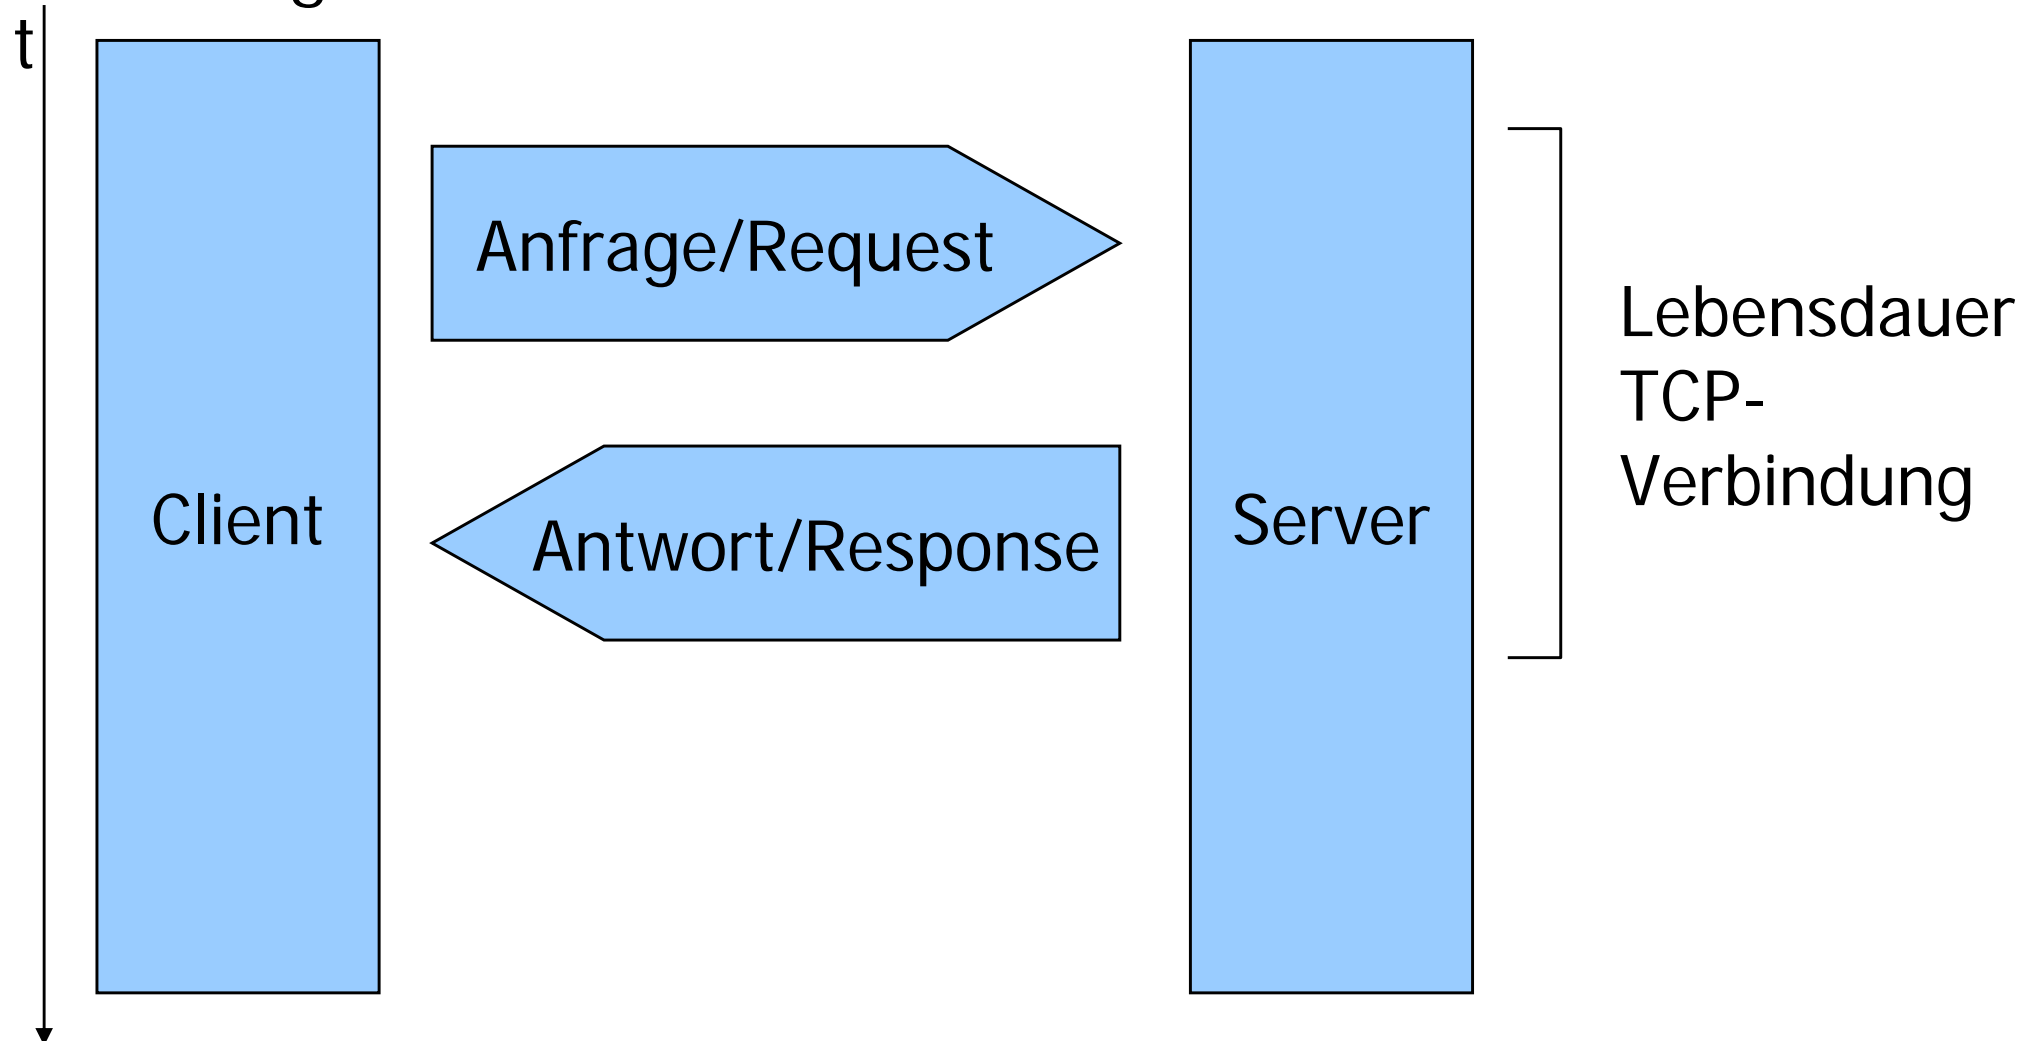 t
Anfrage/Request
Antwort/Response
Client
Server
Lebensdauer
TCP-
Verbindung